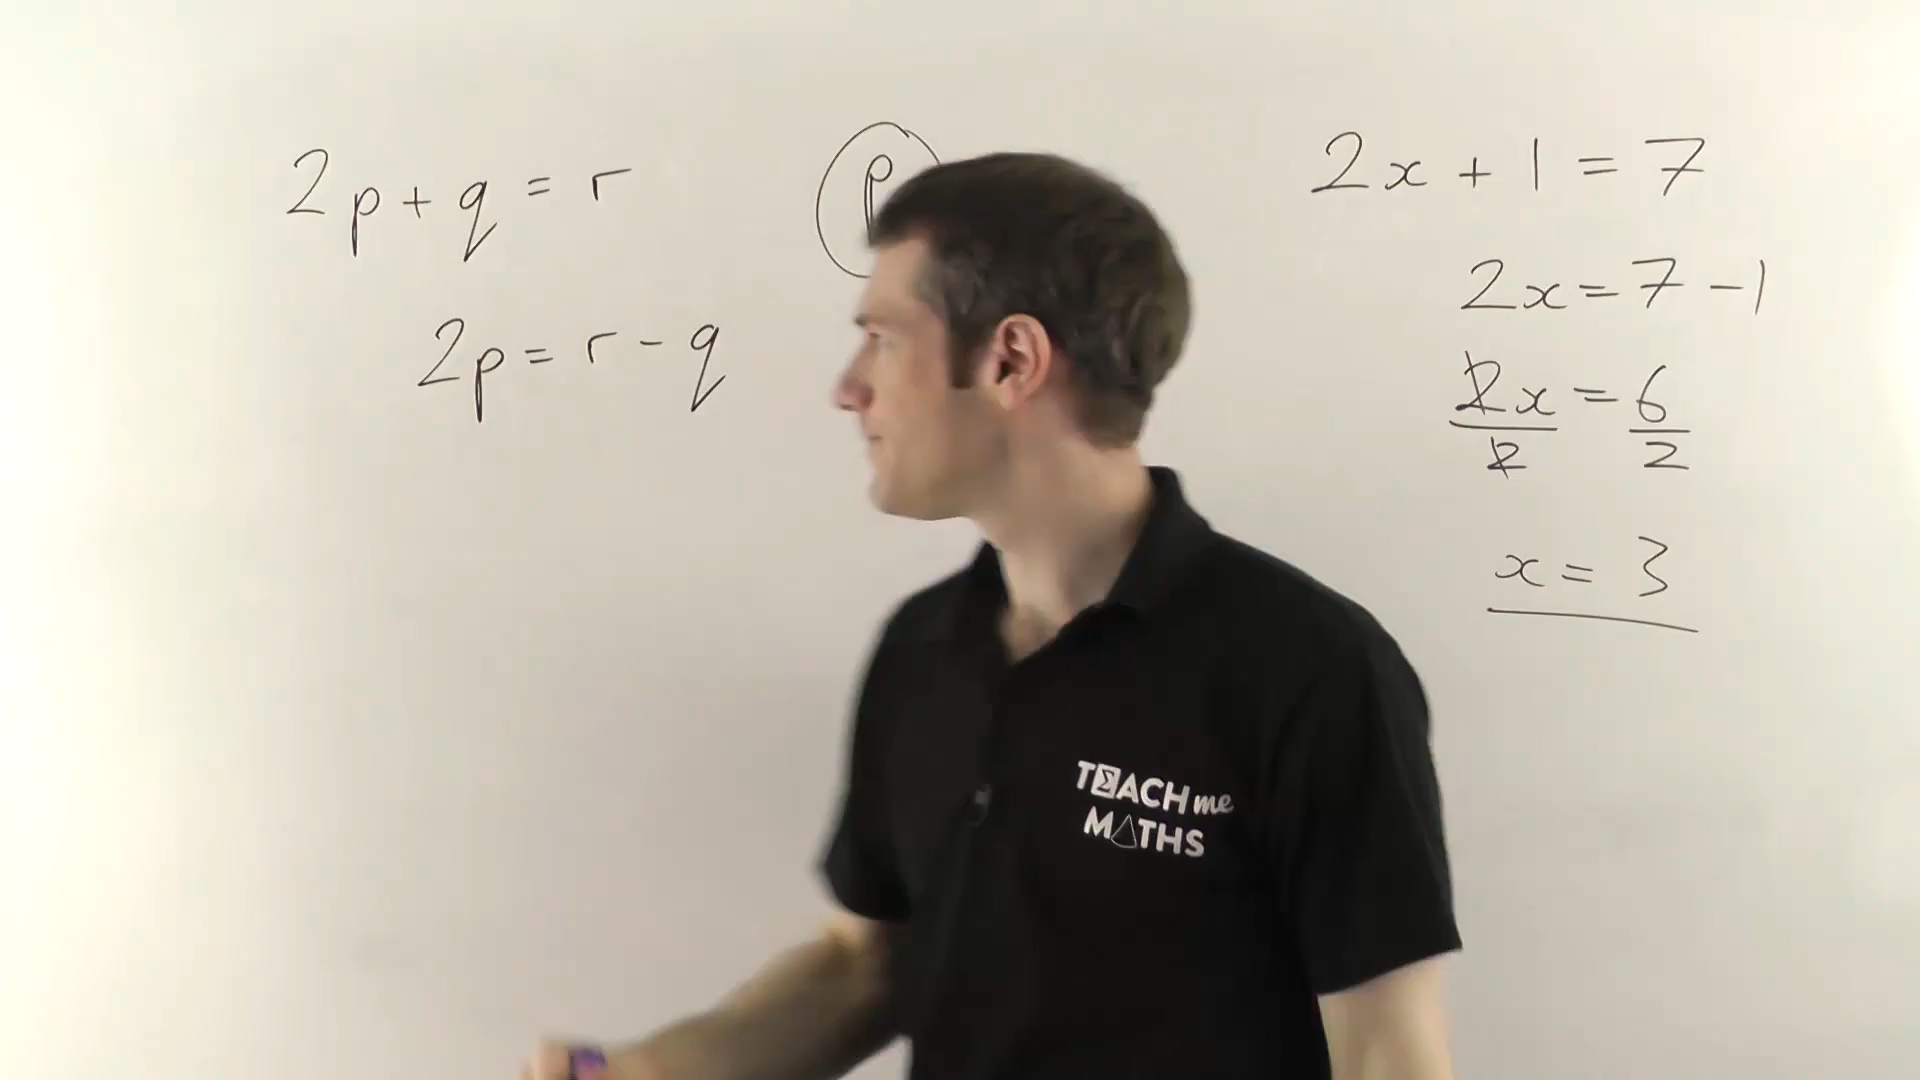 2p + q = r
p
2p = r - q
2x + 1 = 7
2x = 7 - 1
2x/2 = 6/2
x = 3
TEACH me
MATHS